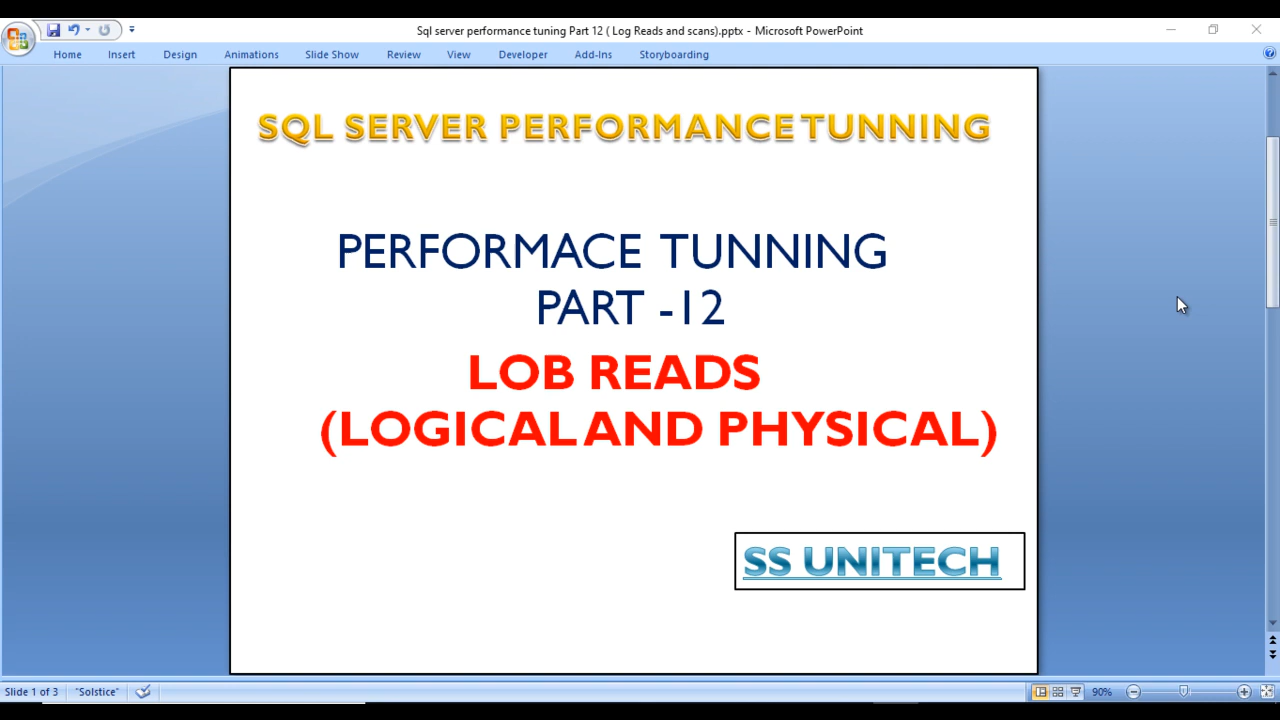 Sql server performance tuning Part 12 ( Log Reads and scans).pptx - Microsoft PowerPoint
Home Insert Design Animations Slide Show Review View Developer Add-Ins Storyboarding
SQL SERVER PERFORMANCE TUNNING
PERFORMACE TUNNING
PART -12
LOB READS
(LOGICAL AND PHYSICAL)
SS UNITECH
Slide 1 of 3 "Solstice" 90%